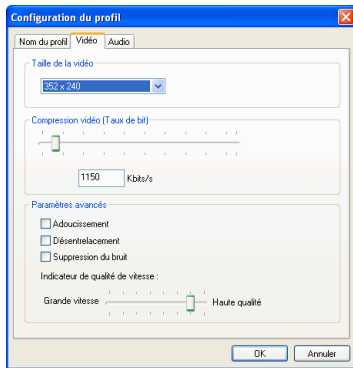 Configuration du profil
Nom du profil Vidéo Audio
Taille de la vidéo
352 x 240
Compression vidéo (Taux de bit)
1150 Kbits/s
Paramètres avancés
Adoucissement
Désentrelacement
Suppression du bruit
Indicateur de qualité de vitesse :
Grande vitesse Haute qualité
OK Annuler